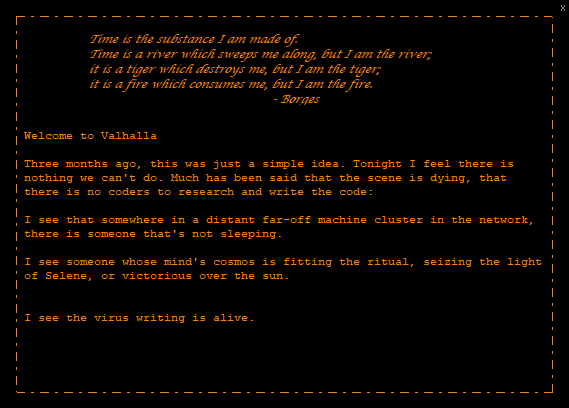 x
Time is the substance I am made of.
Time is a river which sweeps me along, but I am the river;
it is a tiger which destroys me, but I am the tiger;
it is a fire which consumes me, but I am the fire.
- Borges
Welcome to Valhalla
Three months ago, this was just a simple idea. Tonight I feel there is
nothing we can't do. Much has been said that the scene is dying, that
there is no coders to research and write the code:
I see that somewhere in a distant far-off machine cluster in the network,
there is someone that's not sleeping.
I see someone whose mind's cosmos is fitting the ritual, seizing the light
of Selene, or victorious over the sun.
I see the virus writing is alive.